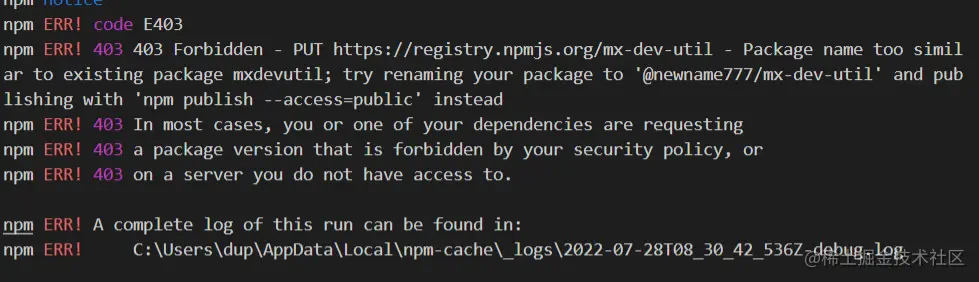 npm notice
npm ERR! code E403
npm ERR! 403 403 Forbidden - PUT https://registry.npmjs.org/mx-dev-util - Package name too simil
ar to existing package mxdevutil; try renaming your package to '@newname777/mx-dev-util' and pub
lishing with 'npm publish --access=public' instead
npm ERR! 403 In most cases, you or one of your dependencies are requesting
npm ERR! 403 a package version that is forbidden by your security policy, or
npm ERR! 403 on a server you do not have access to.
npm ERR! A complete log of this run can be found in:
npm ERR!     C:\Users\dup\AppData\Local\npm-cache\_logs\2022-07-28T08_30_42_536Z-debug.log
@稀土掘金技术社区